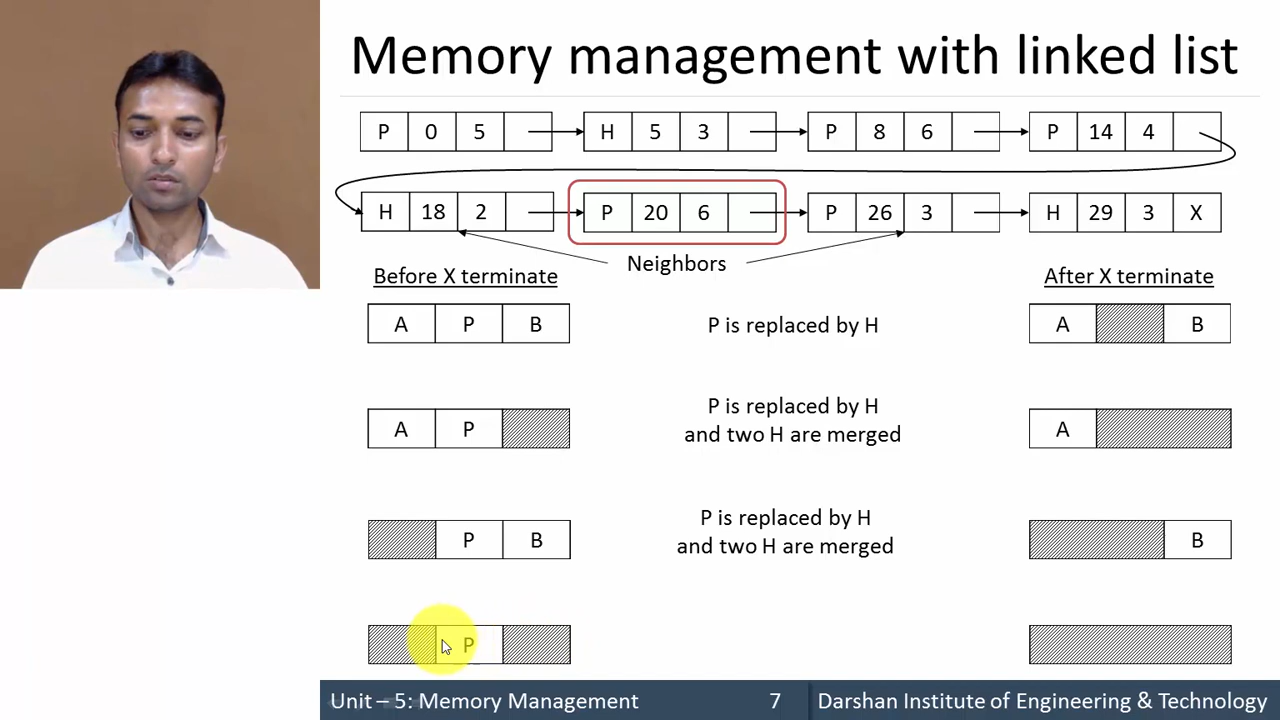 Memory management with linked list
P 0 5 H 5 3 P 8 6 P 14 4
H 18 2 P 20 6 P 26 3 H 29 3 X
Neighbors
Before X terminate After X terminate
A P B P is replaced by H A B
P is replaced by H
A P and two H are merged A
P is replaced by H
P B and two H are merged B
P
Unit – 5: Memory Management 7 Darshan Institute of Engineering & Technology